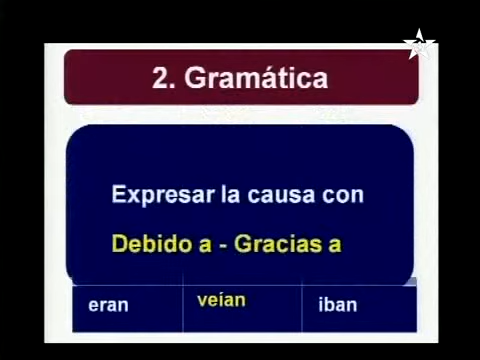 2. Gramática
Expresar la causa con
Debido a - Gracias a
eran veían iban